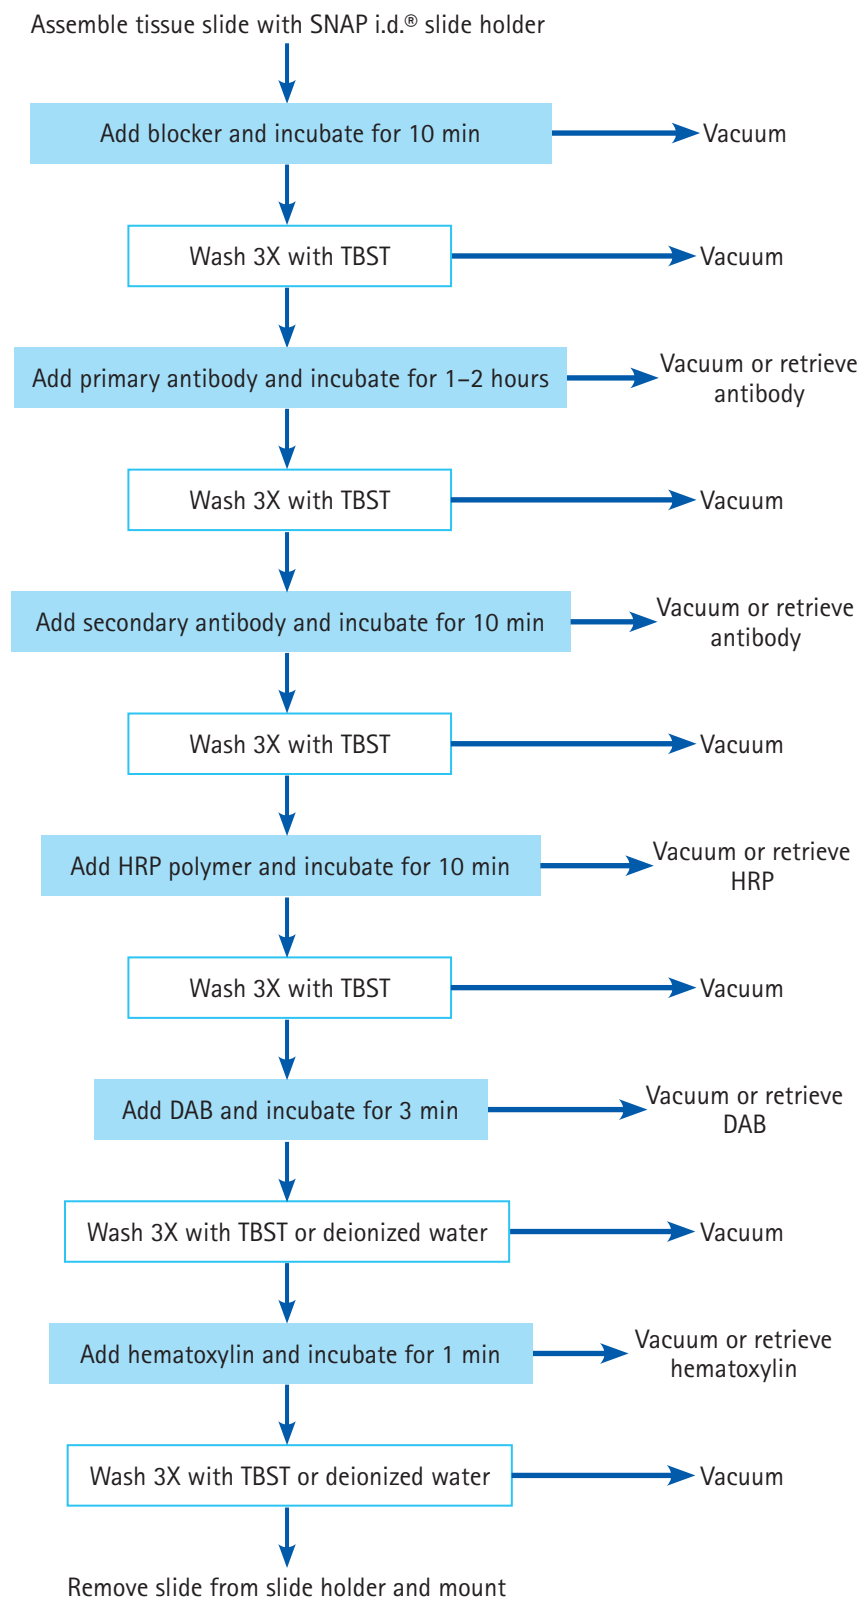 Assemble tissue slide with SNAP i.d.® slide holder
Add blocker and incubate for 10 min
Vacuum
Wash 3X with TBST
Vacuum
Add primary antibody and incubate for 1–2 hours
Vacuum or retrieve
antibody
Wash 3X with TBST
Vacuum
Add secondary antibody and incubate for 10 min
Vacuum or retrieve
antibody
Wash 3X with TBST
Vacuum
Add HRP polymer and incubate for 10 min
Vacuum or retrieve
HRP
Wash 3X with TBST
Vacuum
Add DAB and incubate for 3 min
Vacuum or retrieve
DAB
Wash 3X with TBST or deionized water
Vacuum
Add hematoxylin and incubate for 1 min
Vacuum or retrieve
hematoxylin
Wash 3X with TBST or deionized water
Vacuum
Remove slide from slide holder and mount